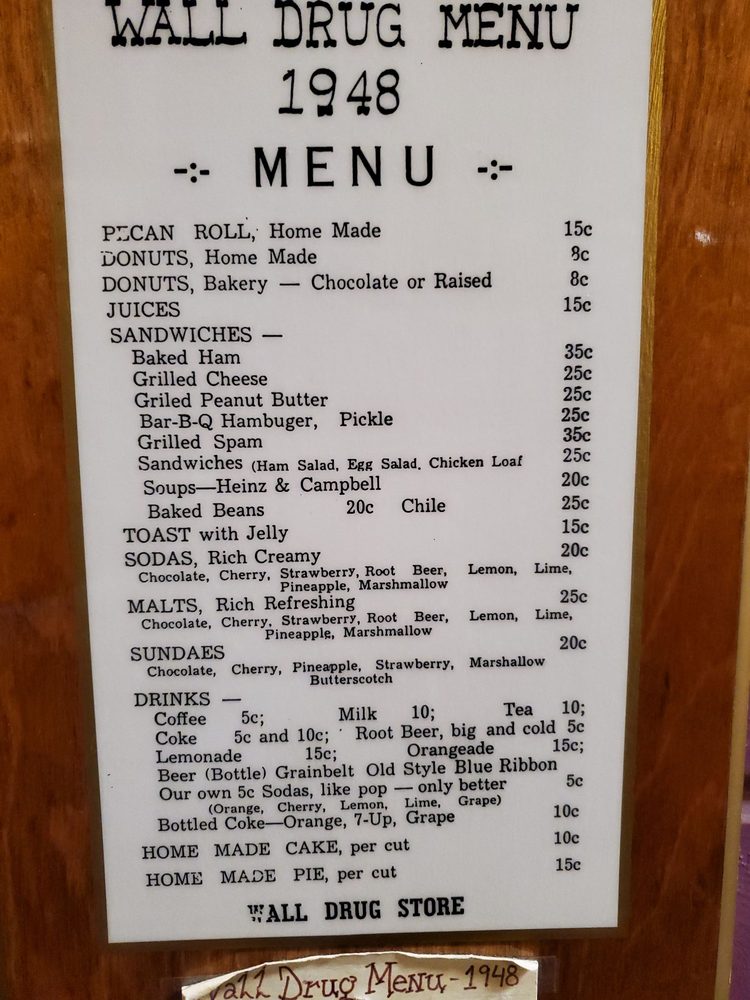 WALL DRUG MENU
1948
-:- MENU -:-
PECAN ROLL, Home Made 15c
DONUTS, Home Made 8c
DONUTS, Bakery — Chocolate or Raised 8c
JUICES 15c
SANDWICHES —
Baked Ham 35c
Grilled Cheese 25c
Griled Peanut Butter 25c
Bar-B-Q Hambuger, Pickle 25c
Grilled Spam 35c
Sandwiches (Ham Salad, Egg Salad, Chicken Loaf 25c
Soups—Heinz & Campbell 20c
Baked Beans 20c Chile 25c
TOAST with Jelly 15c
SODAS, Rich Creamy 20c
Chocolate, Cherry, Strawberry, Root Beer, Lemon, Lime,
Pineapple, Marshmallow
MALTS, Rich Refreshing 25c
Chocolate, Cherry, Strawberry, Root Beer, Lemon, Lime,
Pineapple, Marshmallow
SUNDAES 20c
Chocolate, Cherry, Pineapple, Strawberry, Marshallow
Butterscotch
DRINKS —
Coffee 5c; Milk 10; Tea 10;
Coke 5c and 10c; Root Beer, big and cold 5c
Lemonade 15c; Orangeade 15c;
Beer (Bottle) Grainbelt Old Style Blue Ribbon
Our own 5c Sodas, like pop — only better 5c
(Orange, Cherry, Lemon, Lime, Grape)
Bottled Coke—Orange, 7-Up, Grape 10c
HOME MADE CAKE, per cut 10c
HOME MADE PIE, per cut 15c
WALL DRUG STORE
Wall Drug Menu-1948